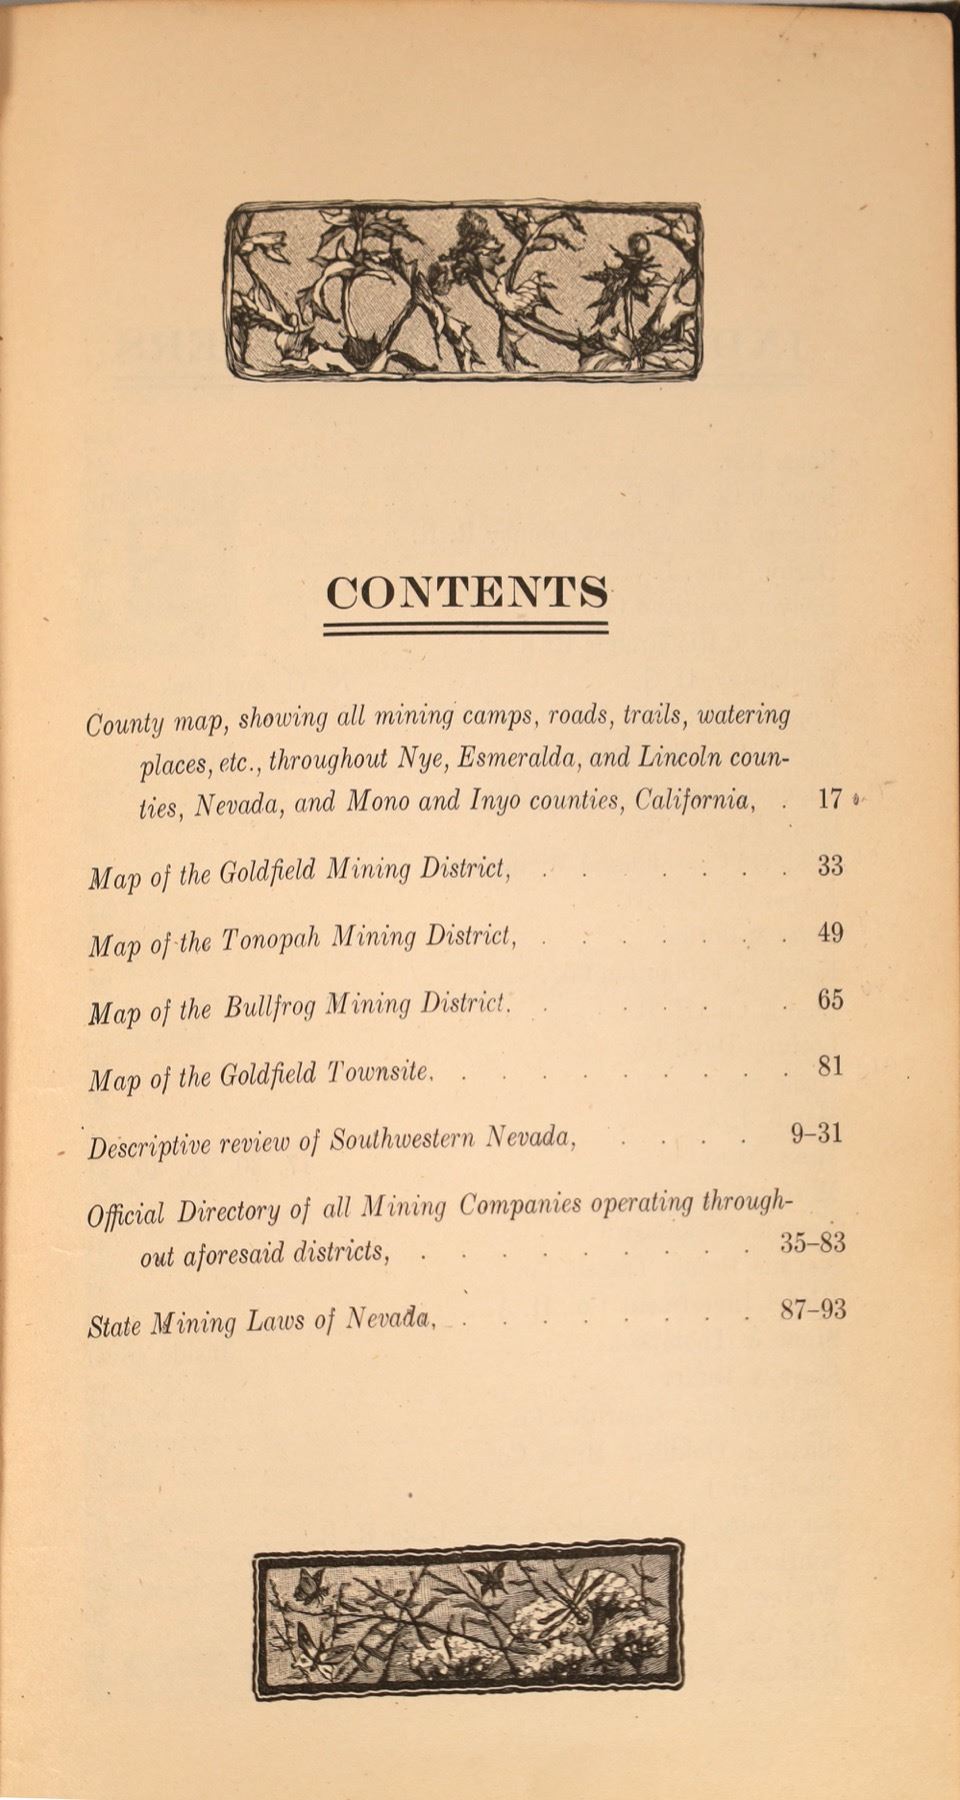 CONTENTS
County map, showing all mining camps, roads, trails, watering
places, etc., throughout Nye, Esmeralda, and Lincoln coun-
ties, Nevada, and Mono and Inyo counties, California, . 17
Map of the Goldfield Mining District, . . . . . . 33
Map of the Tonopah Mining District, . . . . . . . 49
Map of the Bullfrog Mining District. . . . . . 65
Map of the Goldfield Townsite. . . . . . . . . . 81
Descriptive review of Southwestern Nevada, . . . . 9–31
Official Directory of all Mining Companies operating through-
out aforesaid districts, . . . . . . . . . 35–83
State Mining Laws of Nevada, . . . . . . . . 87–93